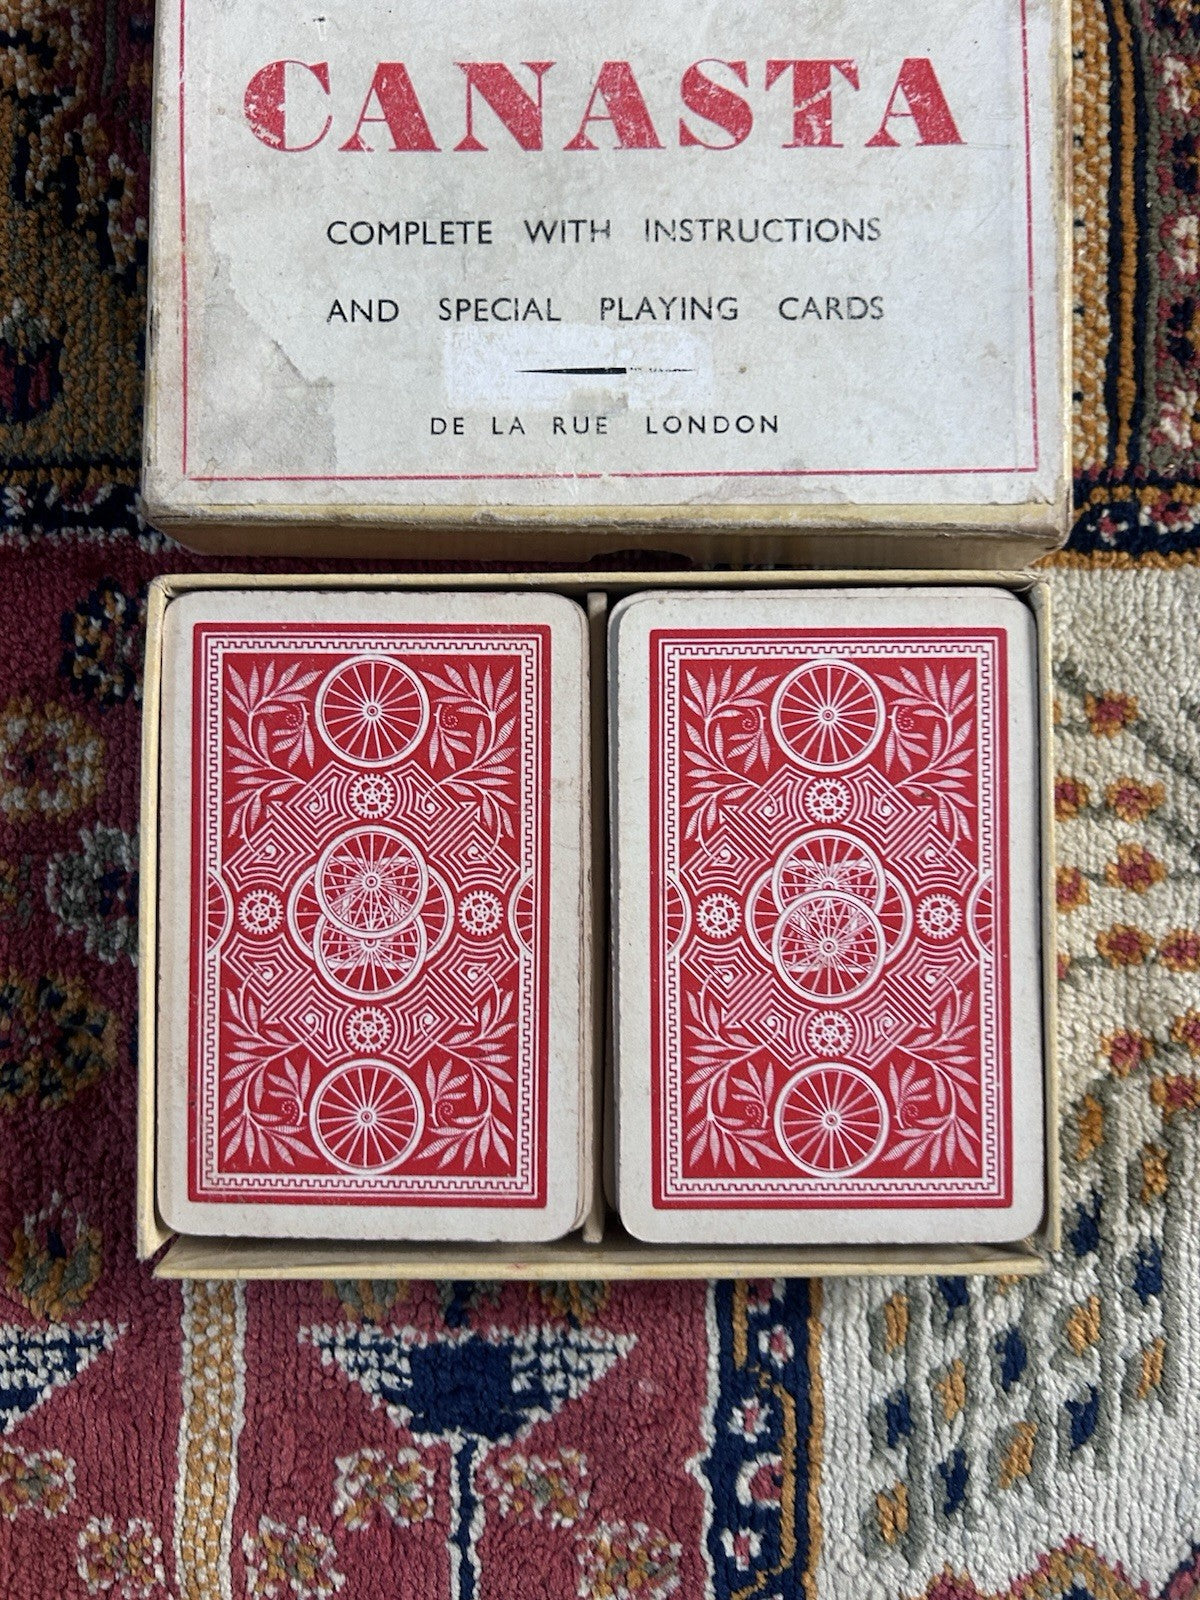 CANASTA
COMPLETE WITH INSTRUCTIONS
AND SPECIAL PLAYING CARDS
DE LA RUE LONDON